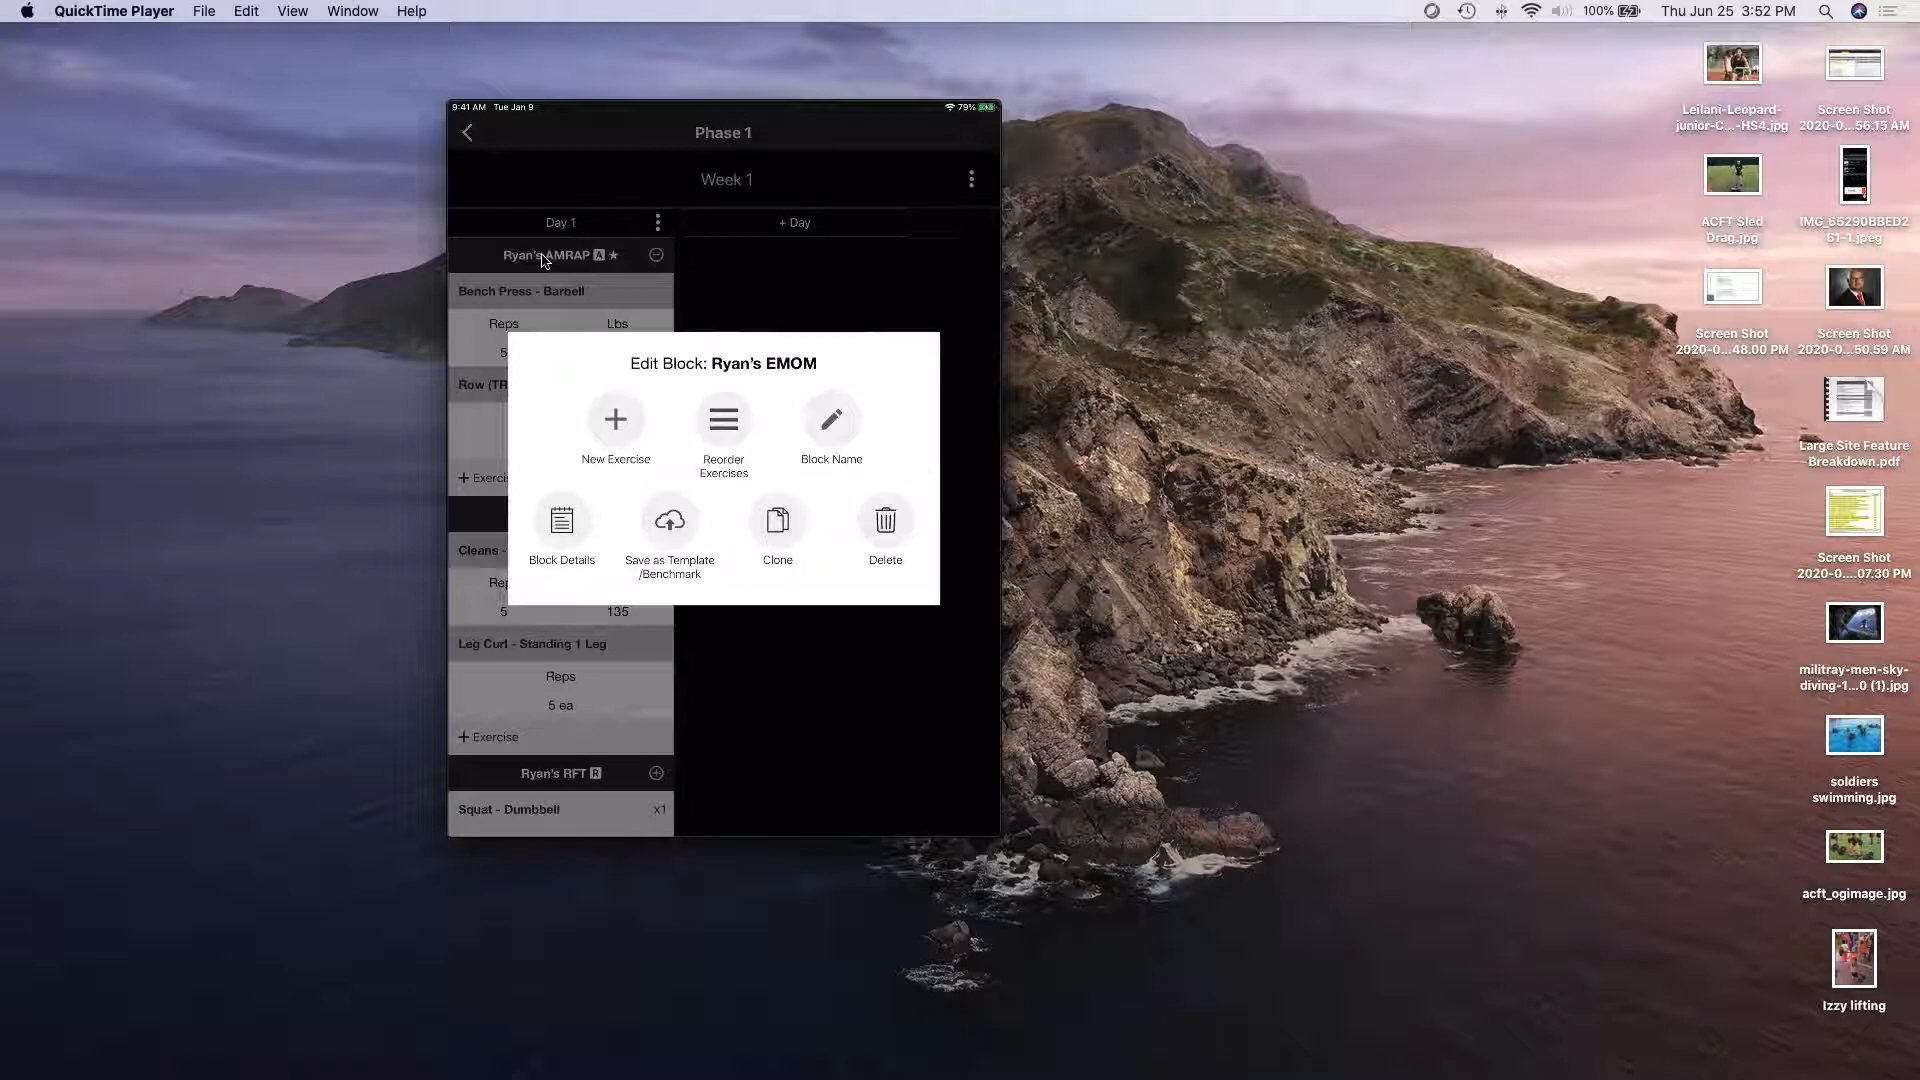 QuickTime Player File Edit View Window Help
100% Thu Jun 25 3:52 PM
9:41 AM Tue Jan 9
79%
Phase 1
Week 1
Day 1
+ Day
Ryan's AMRAP A ★
Bench Press - Barbell
Reps Lbs
5
Row (TR
+ Exerci
Cleans -
Rep
5 135
Leg Curl - Standing 1 Leg
Reps
5 ea
+ Exercise
Ryan's RFT R
Squat - Dumbbell x1
Edit Block: Ryan's EMOM
New Exercise
Reorder
Exercises
Block Name
Block Details
Save as Template
/Benchmark
Clone
Delete
Leilani-Leopard-
junior-C...-HS4.jpg
Screen Shot
2020-0...56.15 AM
ACFT Sled
Drag.jpg
IMG_65290BBED2
61-1.jpeg
Screen Shot
2020-0...48.00 PM
Screen Shot
2020-0...50.59 AM
Large Site Feature
Breakdown.pdf
Screen Shot
2020-0....07.30 PM
militray-men-sky-
diving-1...0 (1).jpg
soldiers
swimming.jpg
acft_ogimage.jpg
Izzy lifting